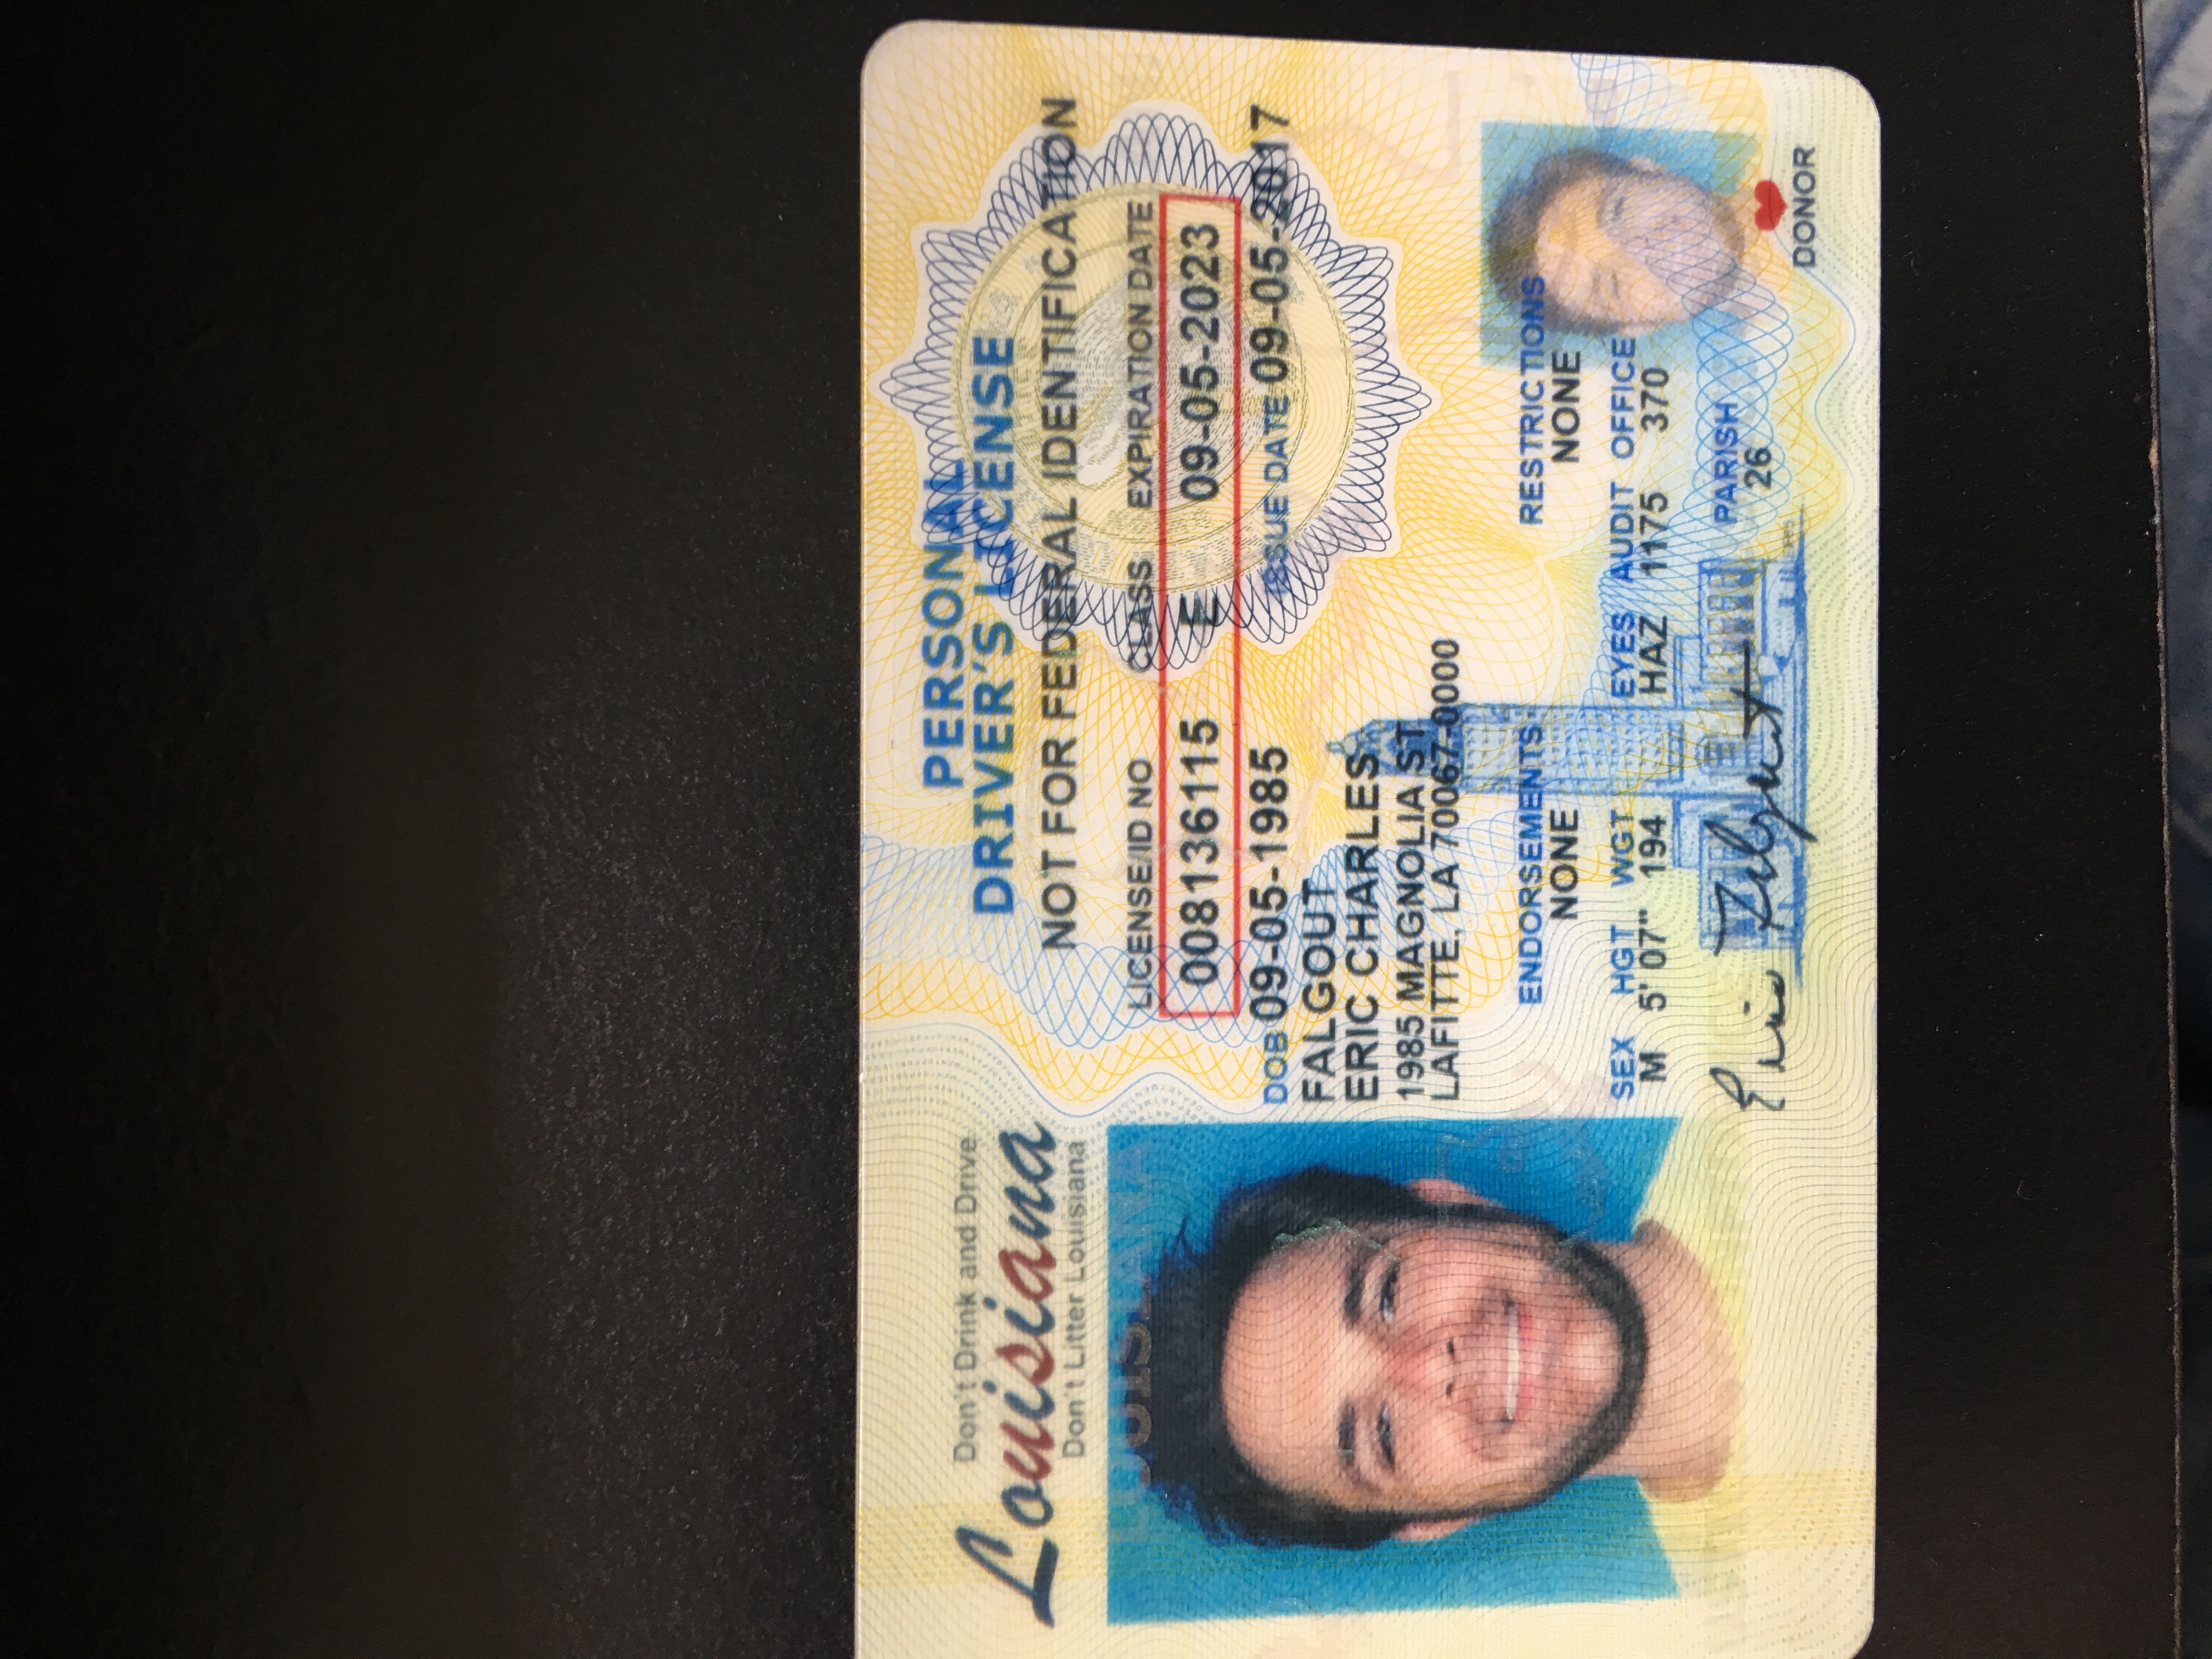 Don't Drink and Drive
Louisiana
Don't Litter Louisiana
PERSONAL
DRIVER'S LICENSE
NOT FOR FEDERAL IDENTIFICATION
LICENSE/ID NO CLASS EXPIRATION DATE
008136115 E 09-05-2023
DOB 09-05-1985 ISSUE DATE 09-05-2017
FALGOUT
ERIC CHARLES
1985 MAGNOLIA ST
LAFITTE, LA 70067-0000
ENDORSEMENTS RESTRICTIONS
NONE NONE
SEX HGT WGT EYES AUDIT OFFICE
M 5' 07" 194 HAZ 1175 370
PARISH
26
DONOR
LOUISIANA